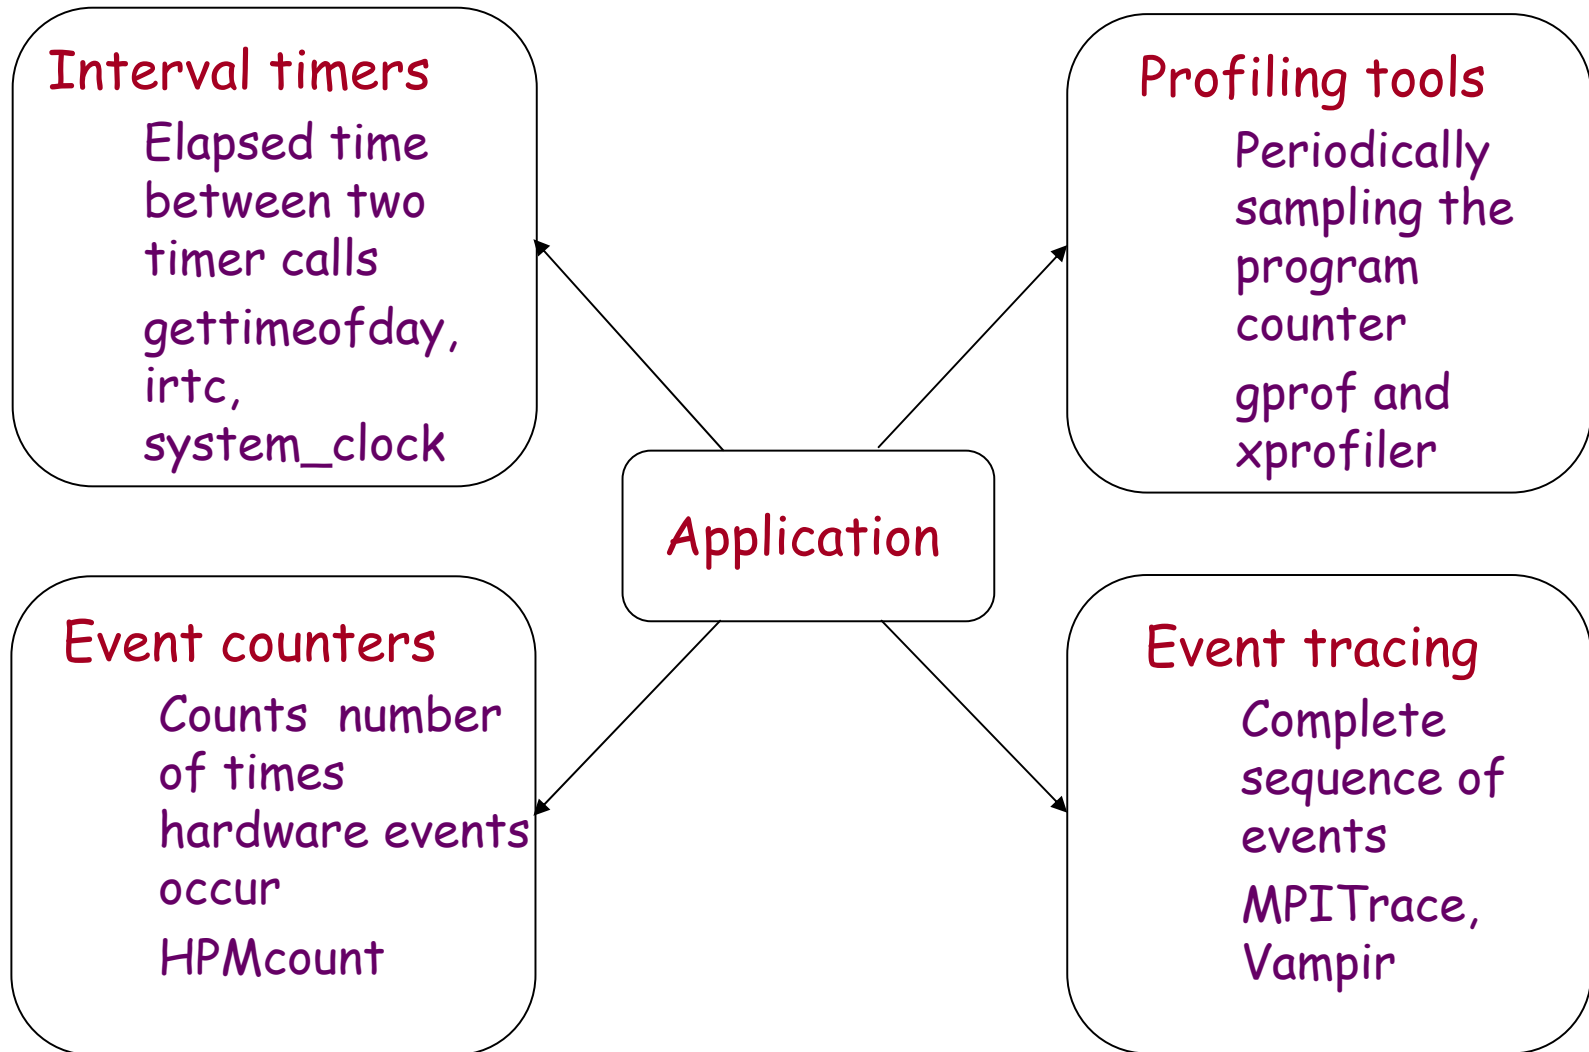 Interval timers
Elapsed time
between two
timer calls
gettimeofday,
irtc,
system_clock
Profiling tools
Periodically
sampling the
program
counter
gprof and
xprofiler
Application
Event counters
Counts  number
of times
hardware events
occur
HPMcount
Event tracing
Complete
sequence of
events
MPITrace,
Vampir